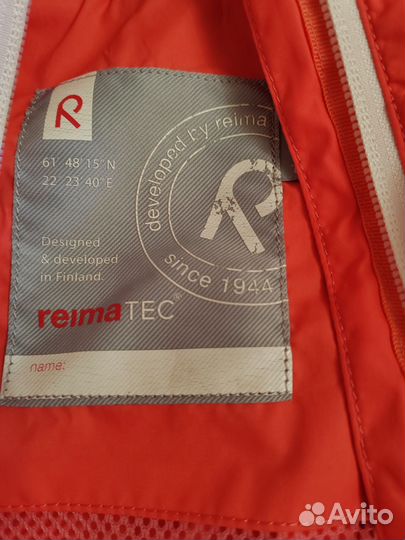 R
61° 48'15"N
22° 23'40"E
developed by reima
R
since 1944
Designed
& developed
in Finland.
reimaTEC®
name:
Avito